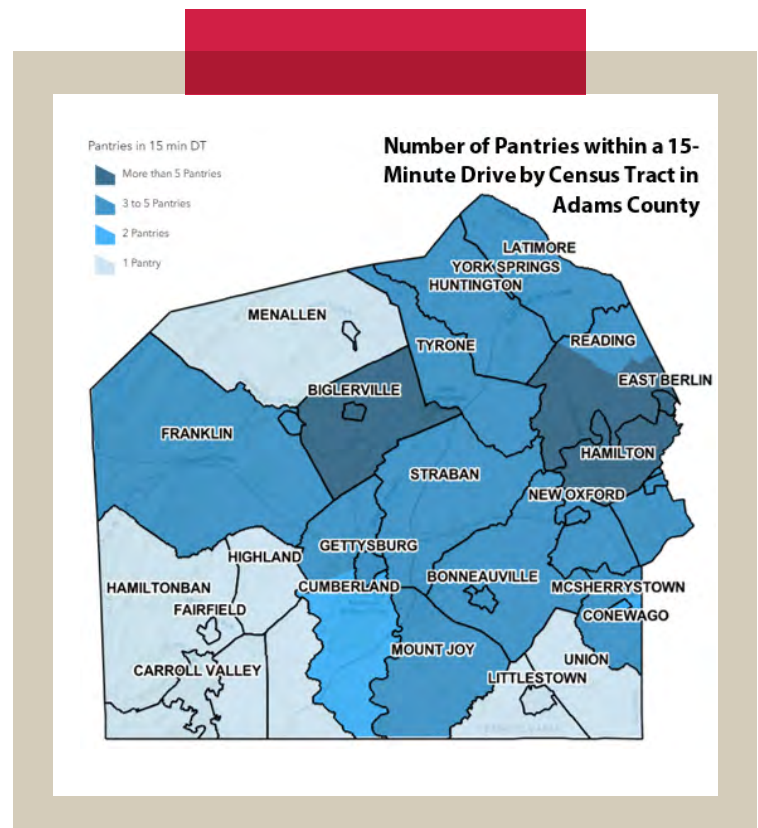 Pantries in 15 min DT
More than 5 Pantries
3 to 5 Pantries
2 Pantries
1 Pantry
Number of Pantries within a 15-
Minute Drive by Census Tract in
Adams County
LATIMORE
YORK SPRINGS
HUNTINGTON
MENALLEN
TYRONE
READING
EAST BERLIN
BIGLERVILLE
FRANKLIN
HAMILTON
STRABAN
NEW OXFORD
GETTYSBURG
HIGHLAND
BONNEAUVILLE
HAMILTONBAN
CUMBERLAND
MCSHERRYSTOWN
FAIRFIELD
CONEWAGO
MOUNT JOY
UNION
CARROLL VALLEY
LITTLESTOWN